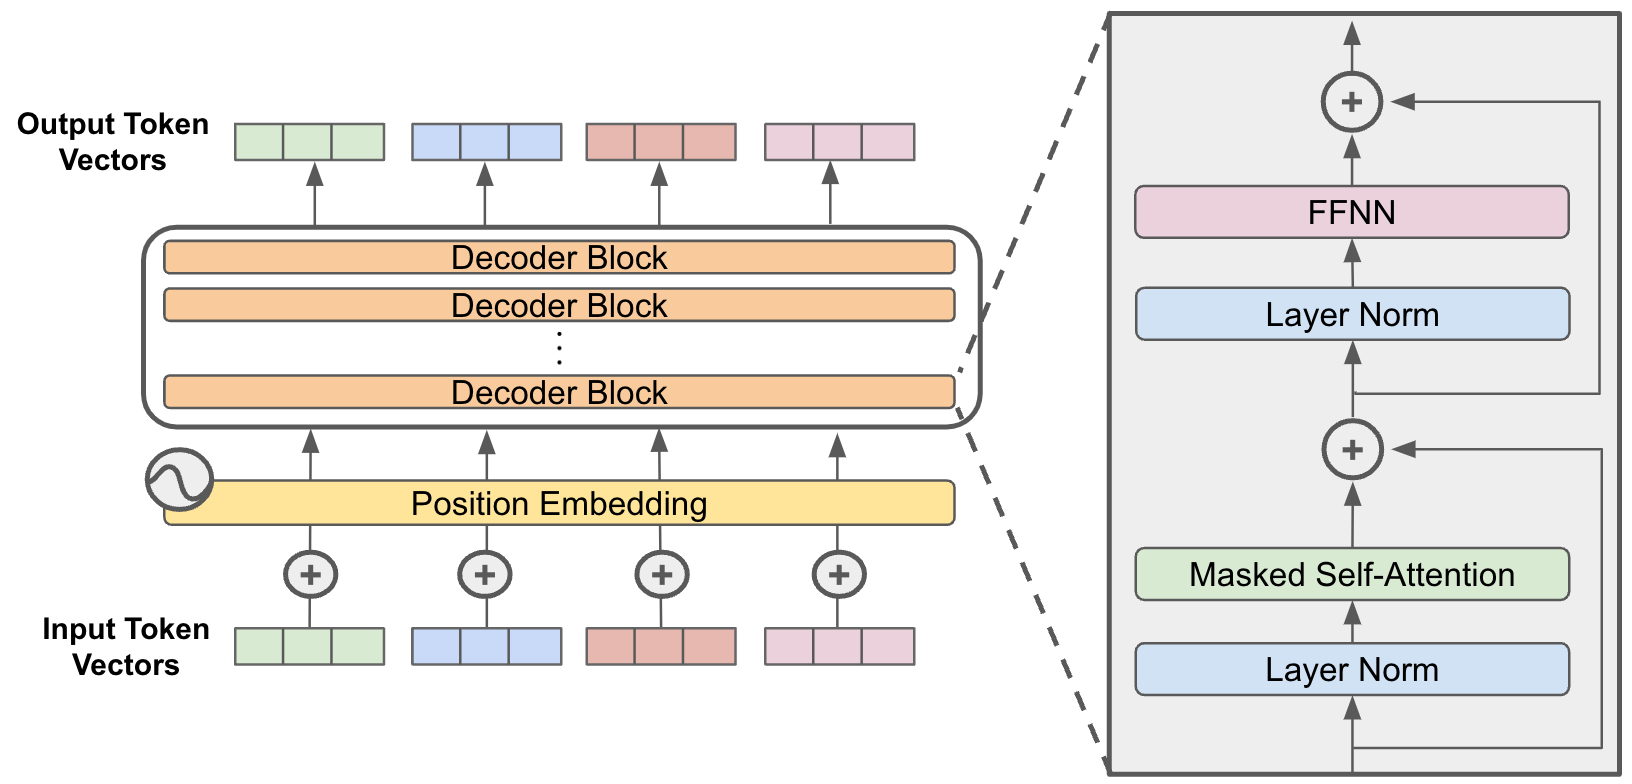 Output Token
Vectors
Decoder Block
Decoder Block
Decoder Block
Position Embedding
Input Token
Vectors
FFNN
Layer Norm
Masked Self-Attention
Layer Norm